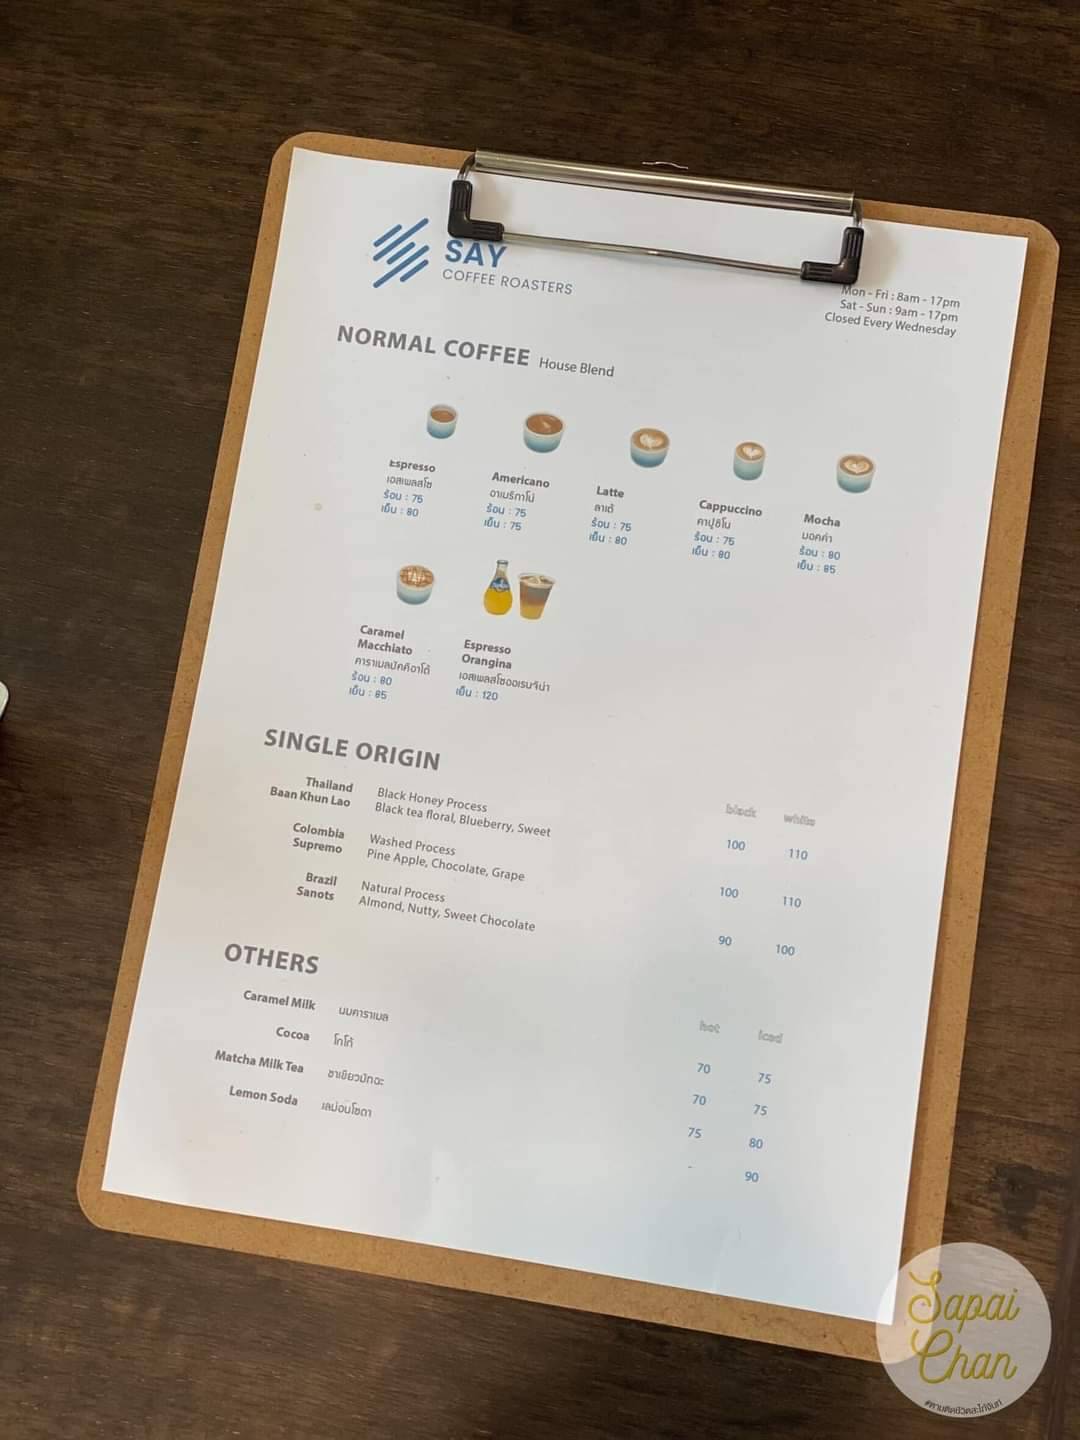 SAY
COFFEE ROASTERS
Mon - Fri : 8am - 17pm
Sat - Sun : 9am - 17pm
Closed Every Wednesday
NORMAL COFFEE House Blend
Espresso
เอสเพลสโซ
ร้อน : 75
เย็น : 80
Americano
อาเมริกาโน่
ร้อน : 75
เย็น : 75
Latte
ลาเต้
ร้อน : 75
เย็น : 80
Cappuccino
คาปูชิโน
ร้อน : 75
เย็น : 80
Mocha
มอคค่า
ร้อน : 80
เย็น : 85
Caramel
Macchiato
คาราเมลมัคคิอาโต้
ร้อน : 80
เย็น : 85
Espresso
Orangina
เอสเพลสโซออเรนจิน่า
เย็น : 120
SINGLE ORIGIN
black white
Thailand
Baan Khun Lao
Black Honey Process
Black tea floral, Blueberry, Sweet
100 110
Colombia
Supremo
Washed Process
Pine Apple, Chocolate, Grape
100 110
Brazil
Sanots
Natural Process
Almond, Nutty, Sweet Chocolate
90 100
OTHERS
hot iced
Caramel Milk นมคาราเมล 70 75
Cocoa โกโก้ 70 75
Matcha Milk Tea ชาเขียวมัทฉะ 75 80
Lemon Soda เลม่อนโซดา - 90
Sapai
Chan